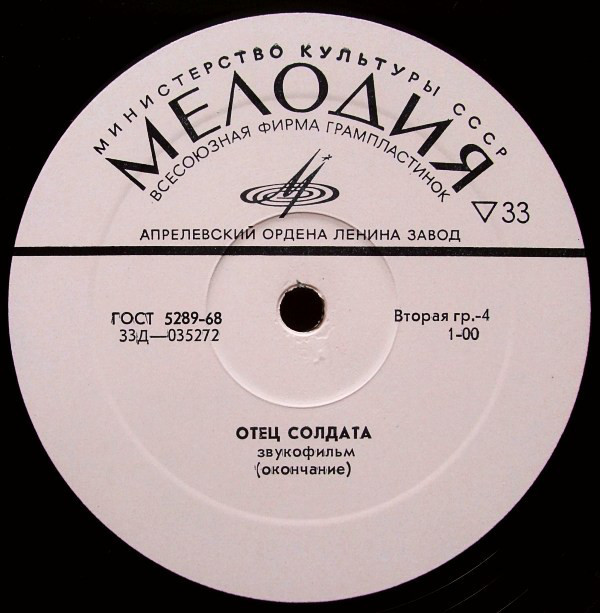 МИНИСТЕРСТВО КУЛЬТУРЫ СССР
МЕЛОДИЯ
ВСЕСОЮЗНАЯ ФИРМА ГРАМПЛАСТИНОК
33
АПРЕЛЕВСКИЙ ОРДЕНА ЛЕНИНА ЗАВОД
ГОСТ 5289-68
Вторая гр.-4
33Д—035272
1-00
ОТЕЦ СОЛДАТА
звукофильм
(окончание)